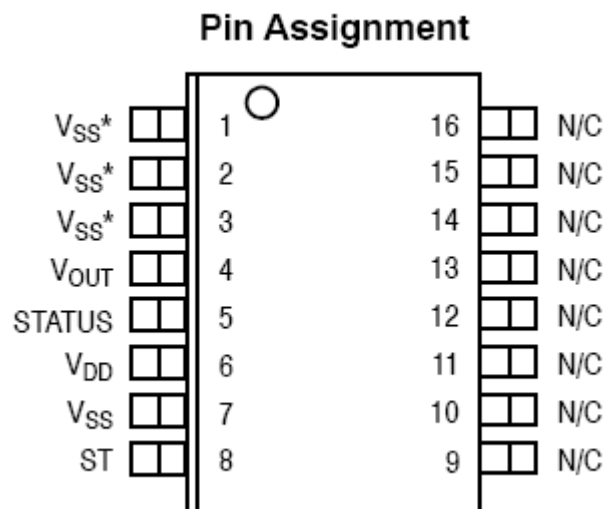 Pin Assignment
VSS* 1 16 N/C
VSS* 2 15 N/C
VSS* 3 14 N/C
VOUT 4 13 N/C
STATUS 5 12 N/C
VDD 6 11 N/C
VSS 7 10 N/C
ST 8 9 N/C